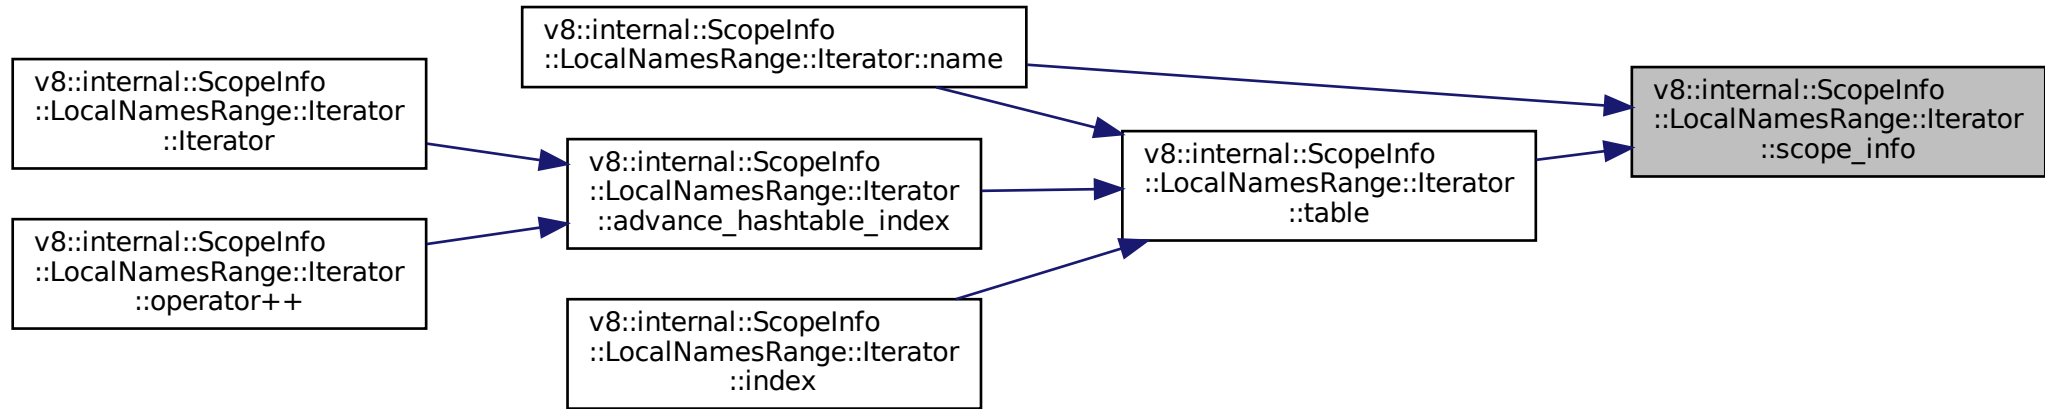 v8::internal::ScopeInfo
::LocalNamesRange::Iterator
::Iterator
v8::internal::ScopeInfo
::LocalNamesRange::Iterator
::operator++
v8::internal::ScopeInfo
::LocalNamesRange::Iterator::name
v8::internal::ScopeInfo
::LocalNamesRange::Iterator
::advance_hashtable_index
v8::internal::ScopeInfo
::LocalNamesRange::Iterator
::index
v8::internal::ScopeInfo
::LocalNamesRange::Iterator
::table
v8::internal::ScopeInfo
::LocalNamesRange::Iterator
::scope_info